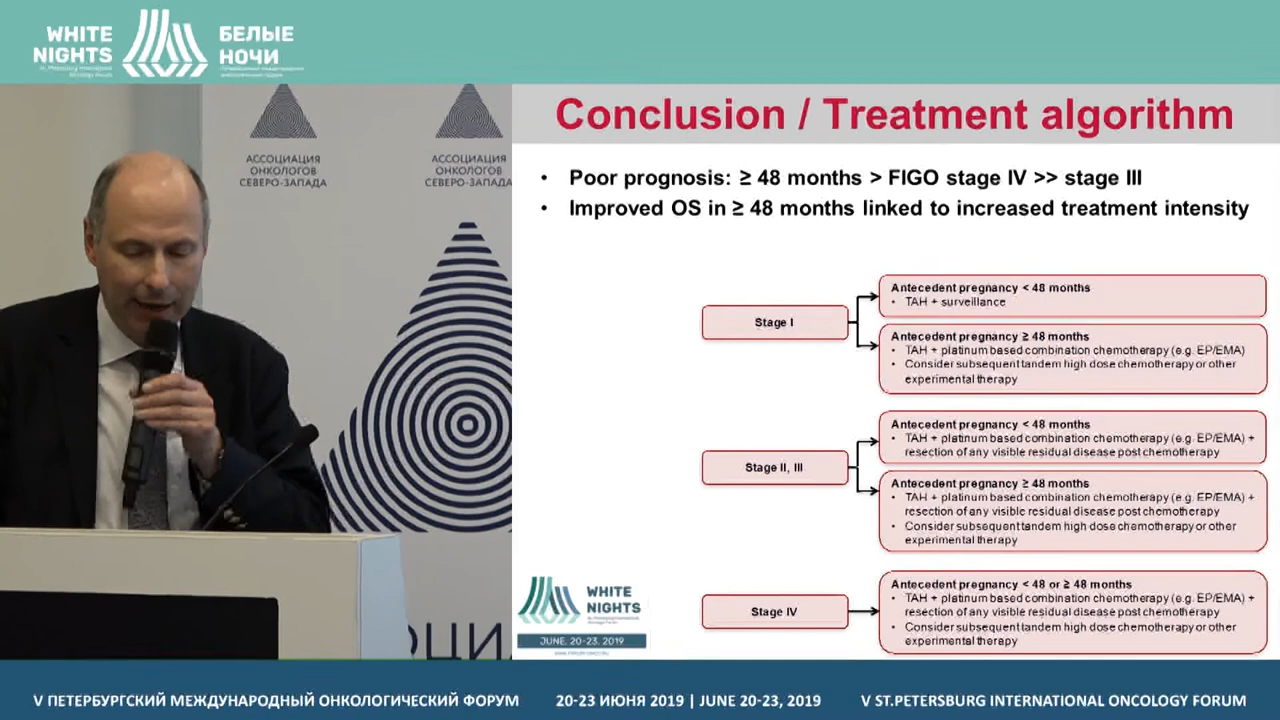 WHITE
NIGHTS
БЕЛЫЕ
НОЧИ
АССОЦИАЦИЯ
ОНКОЛОГОВ
СЕВЕРО-ЗАПАДА
АССОЦИАЦИЯ
ОНКОЛОГОВ
СЕВЕРО-ЗАПАДА
Conclusion / Treatment algorithm
• Poor prognosis: ≥ 48 months > FIGO stage IV >> stage III
• Improved OS in ≥ 48 months linked to increased treatment intensity
Stage I
Antecedent pregnancy < 48 months
• TAH + surveillance
Antecedent pregnancy ≥ 48 months
• TAH + platinum based combination chemotherapy (e.g. EP/EMA)
• Consider subsequent tandem high dose chemotherapy or other
experimental therapy
Stage II, III
Antecedent pregnancy < 48 months
• TAH + platinum based combination chemotherapy (e.g. EP/EMA) +
resection of any visible residual disease post chemotherapy
Antecedent pregnancy ≥ 48 months
• TAH + platinum based combination chemotherapy (e.g. EP/EMA) +
resection of any visible residual disease post chemotherapy
• Consider subsequent tandem high dose chemotherapy or other
experimental therapy
Stage IV
Antecedent pregnancy < 48 or ≥ 48 months
• TAH + platinum based combination chemotherapy (e.g. EP/EMA) +
resection of any visible residual disease post chemotherapy
• Consider subsequent tandem high dose chemotherapy or other
experimental therapy
WHITE
NIGHTS
JUNE, 20-23, 2019
ОЦИ
V ПЕТЕРБУРГСКИЙ МЕЖДУНАРОДНЫЙ ОНКОЛОГИЧЕСКИЙ ФОРУМ
20-23 ИЮНЯ 2019 | JUNE 20-23, 2019
V ST.PETERSBURG INTERNATIONAL ONCOLOGY FORUM